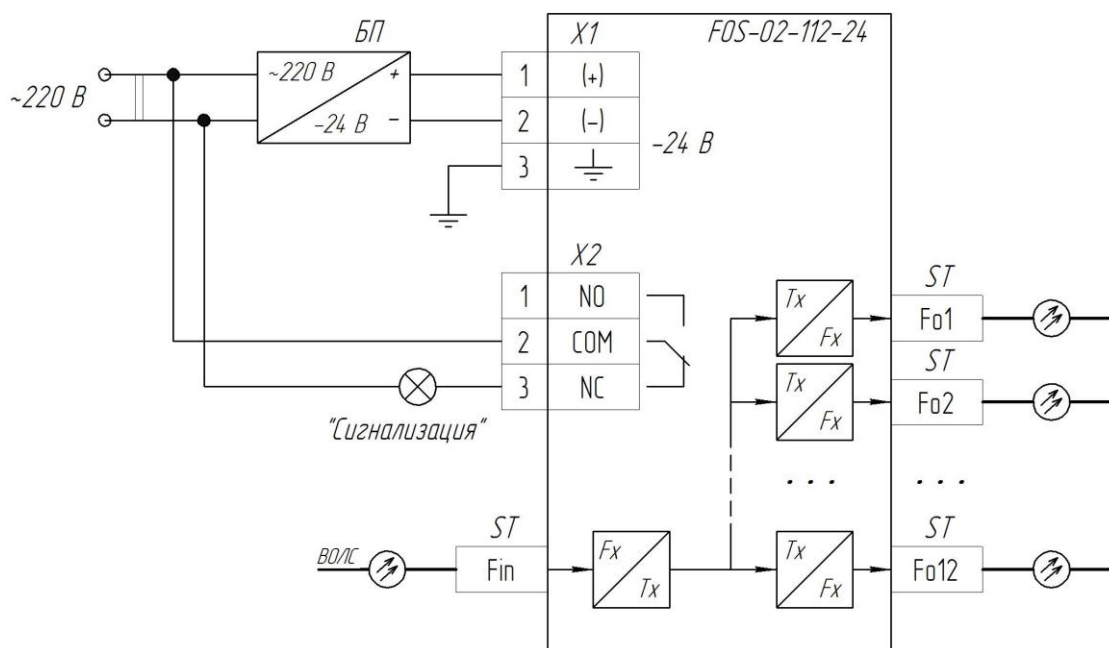 БП
X1
FOS-02-112-24
~220 В
~220 В
+
–24 В
–
1 (+)
2 (–)
3
–24 В
X2
1 NO
2 COM
3 NC
"Сигнализация"
Tx
Fx
ST
Fo1
Tx
Fx
ST
Fo2
. . .
. . .
ВОЛС
ST
Fin
Fx
Tx
Tx
Fx
ST
Fo12